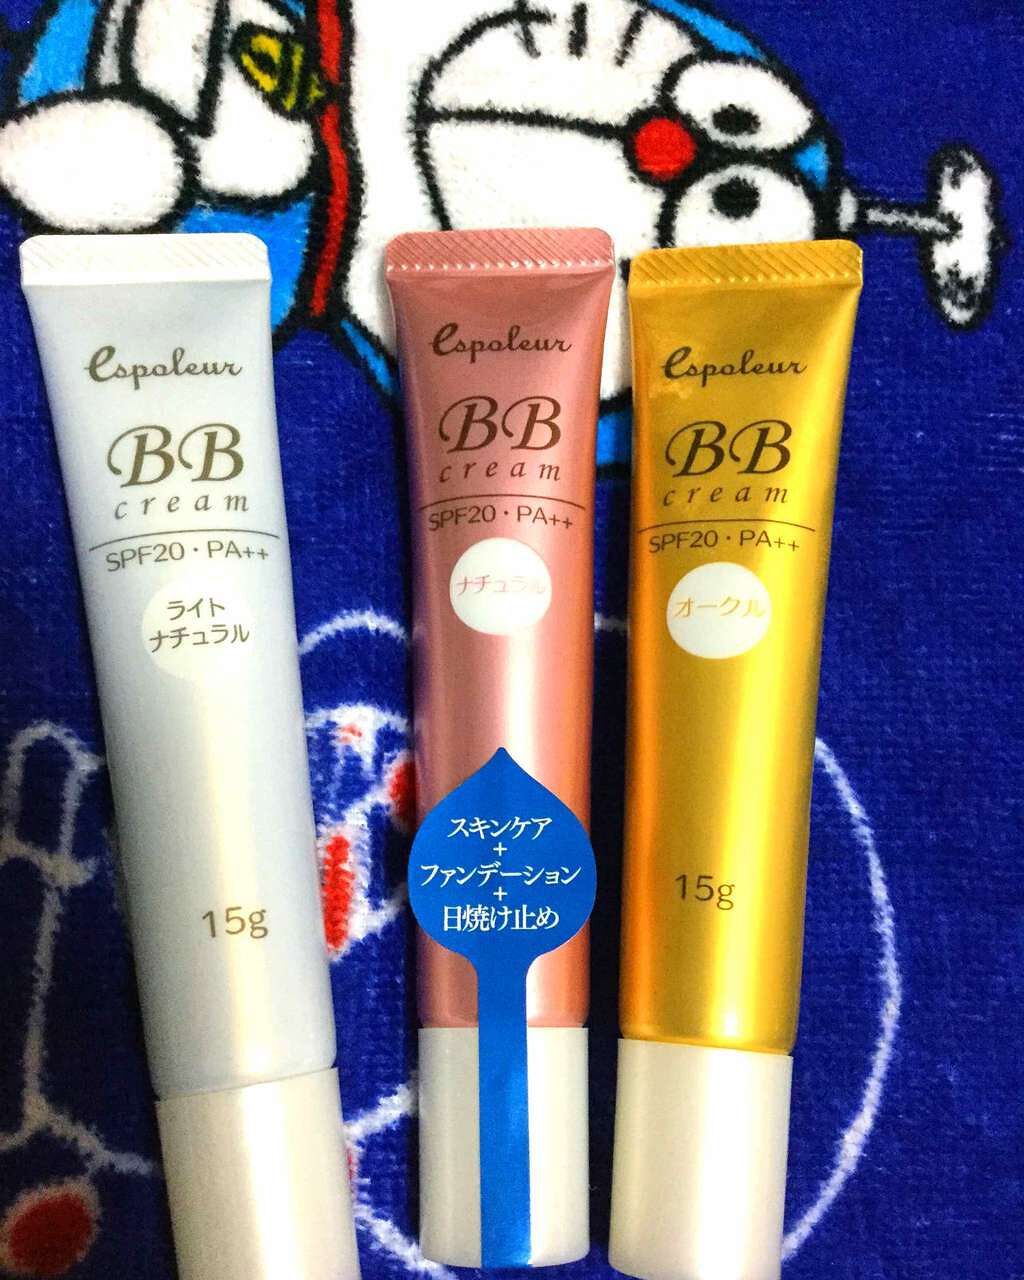 espoleur
BB
cream
SPF20・PA++
ライト
ナチュラル
15g
espoleur
BB
cream
SPF20・PA++
ナチュラル
スキンケア
+
ファンデーション
+
日焼け止め
espoleur
BB
cream
SPF20・PA++
オークル
15g